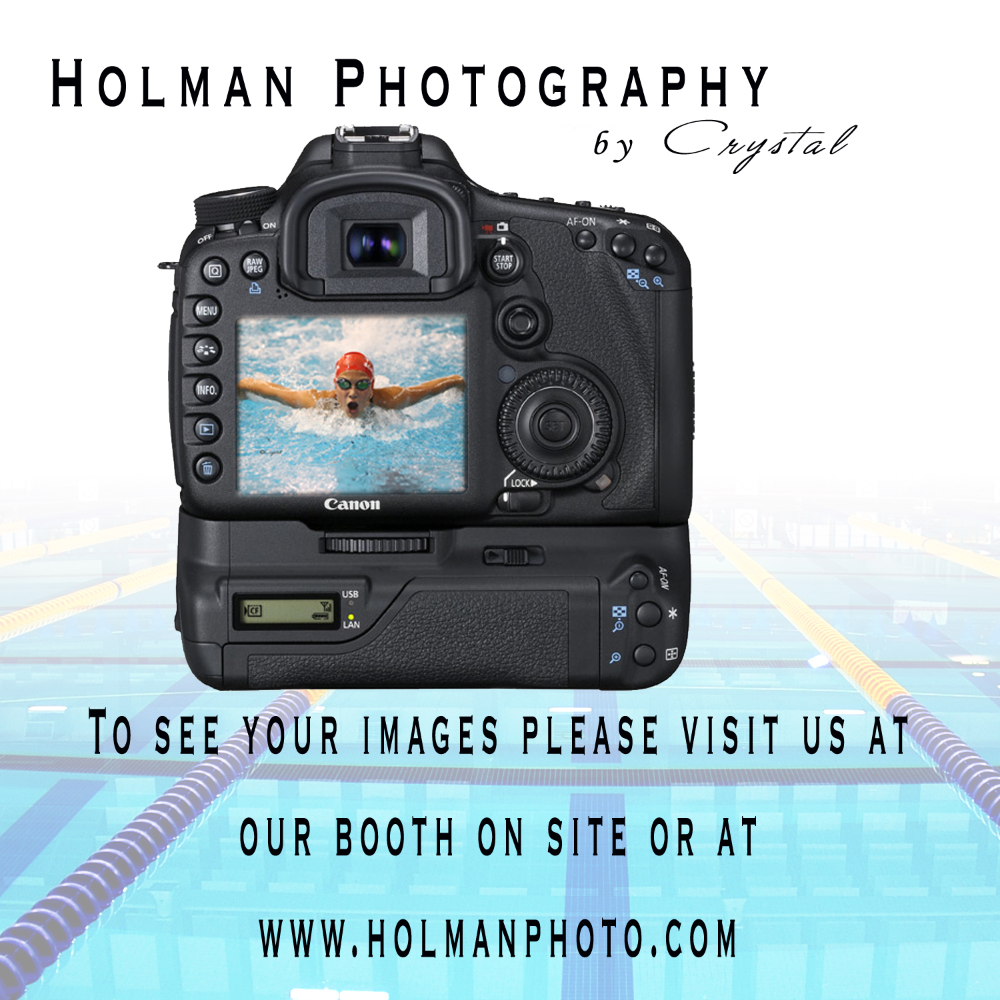 Holman Photography
by Crystal
OFF
ON
AF-ON
Q
RAW
JPEG
START
STOP
MENU
INFO.
SET
LOCK
Canon
USB
CF
LAN
AF-ON
To see your images please visit us at
our booth on site or at
www.holmanphoto.com